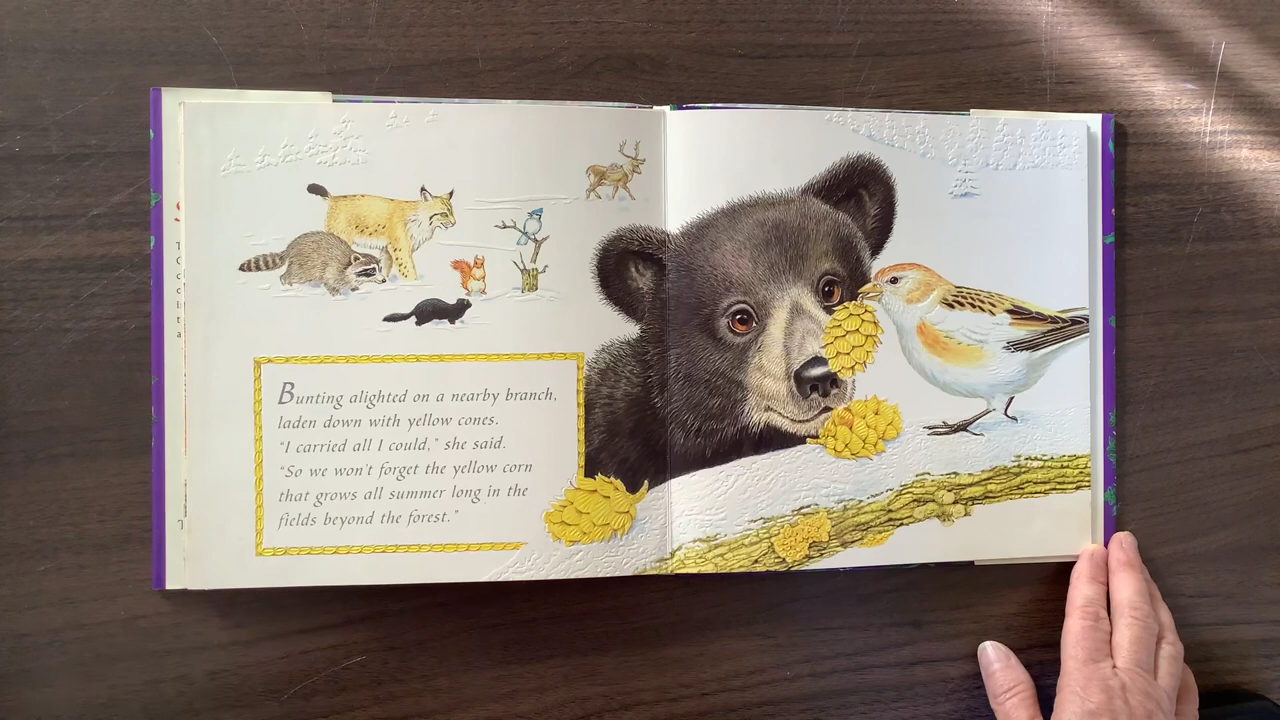 Bunting alighted on a nearby branch,
laden down with yellow cones.
“I carried all I could,” she said.
“So we won't forget the yellow corn
that grows all summer long in the
fields beyond the forest.”